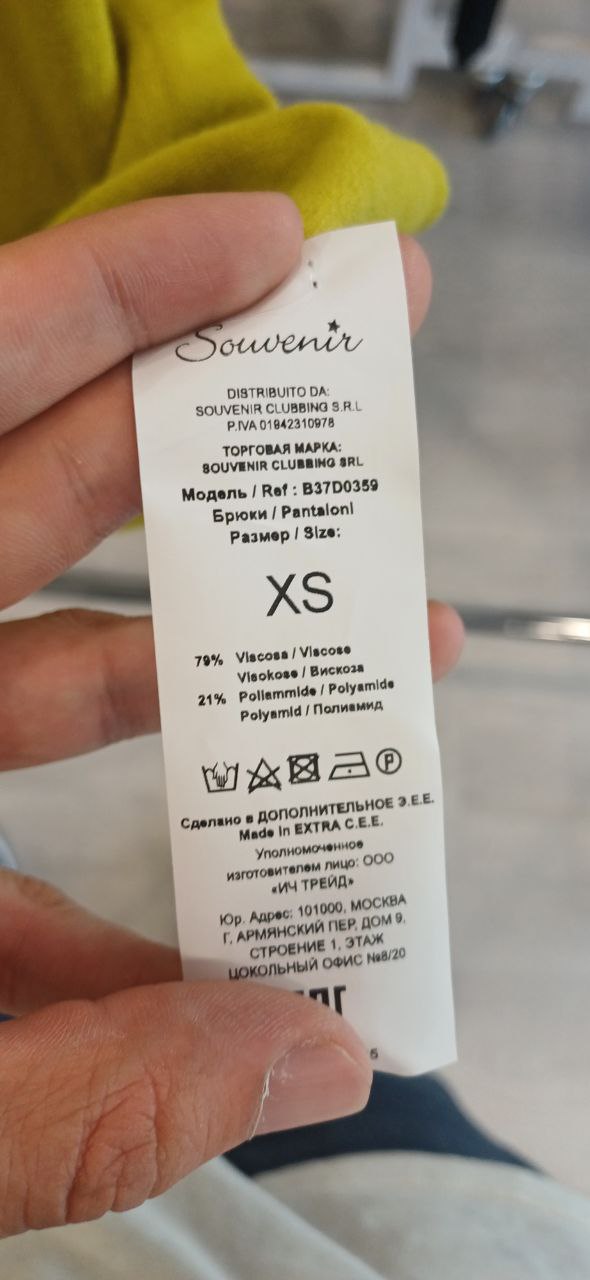 Souvenir
DISTRIBUITO DA:
SOUVENIR CLUBBING S.R.L
P.IVA 01942310978
ТОРГОВАЯ МАРКА:
SOUVENIR CLUBBING SRL
Модель / Ref : B37D0359
Брюки / Pantaloni
Размер / Size:
XS
79% Viscosa / Viscose
Viskose / Вискоза
21% Poliammide / Polyamide
Polyamid / Полиамид
P
Сделано в ДОПОЛНИТЕЛЬНОЕ Э.Е.Е.
Made in EXTRA C.E.E.
Уполномоченное
изготовителем лицо: ООО
«ИЧ ТРЕЙД»
Юр. Адрес: 101000, МОСКВА
Г, АРМЯНСКИЙ ПЕР, ДОМ 9,
СТРОЕНИЕ 1, ЭТАЖ
ЦОКОЛЬНЫЙ ОФИС №8/20